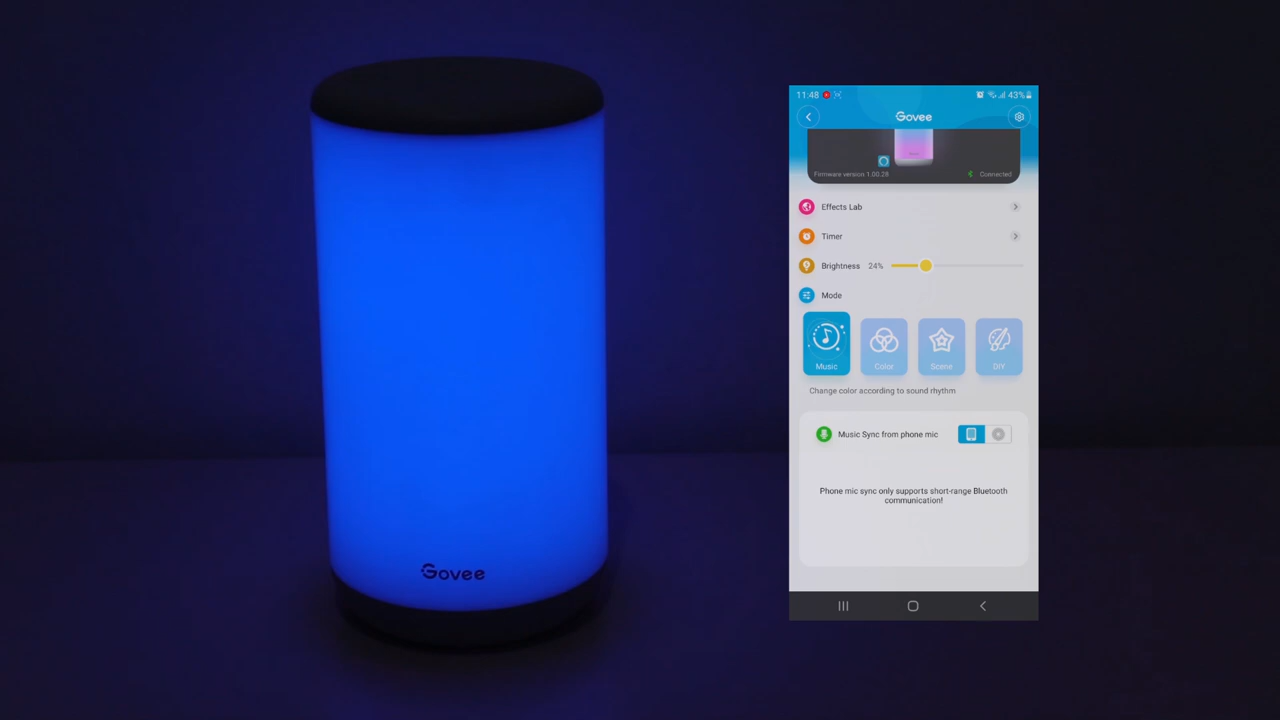 Govee
11:48
43%
Govee
Firmware version 1.00.28
Connected
Effects Lab
Timer
Brightness 24%
Mode
Music
Color
Scene
DIY
Change color according to sound rhythm
Music Sync from phone mic
Phone mic sync only supports short-range Bluetooth
communication!